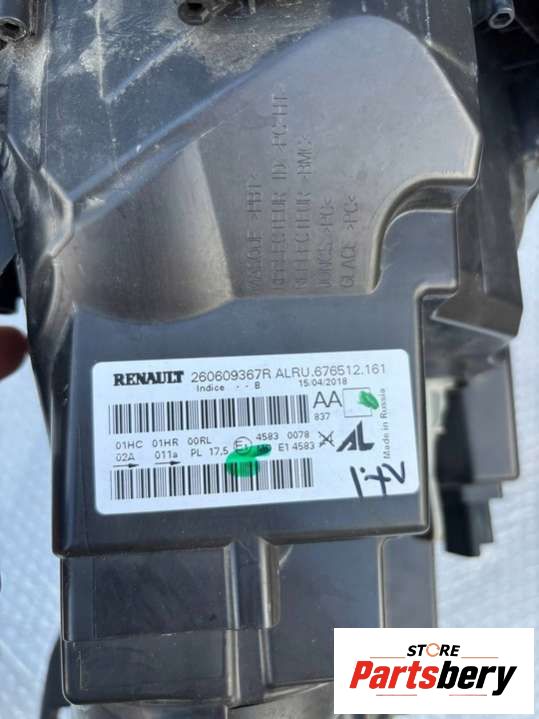 MASQUE >PBT<
REFLECTEUR ID >PC-HT<
REFLECTEUR >BMC<
>PC<
GLACE >PC<
RENAULT 260609367R ALRU.676512.161
Indice - - B 15/04/2018
AA
837
Made in Russia
01HC 01HR 00RL 4583 0078
02A 011a PL 17,5 E1 4583
AL
172
STORE
Partsbery